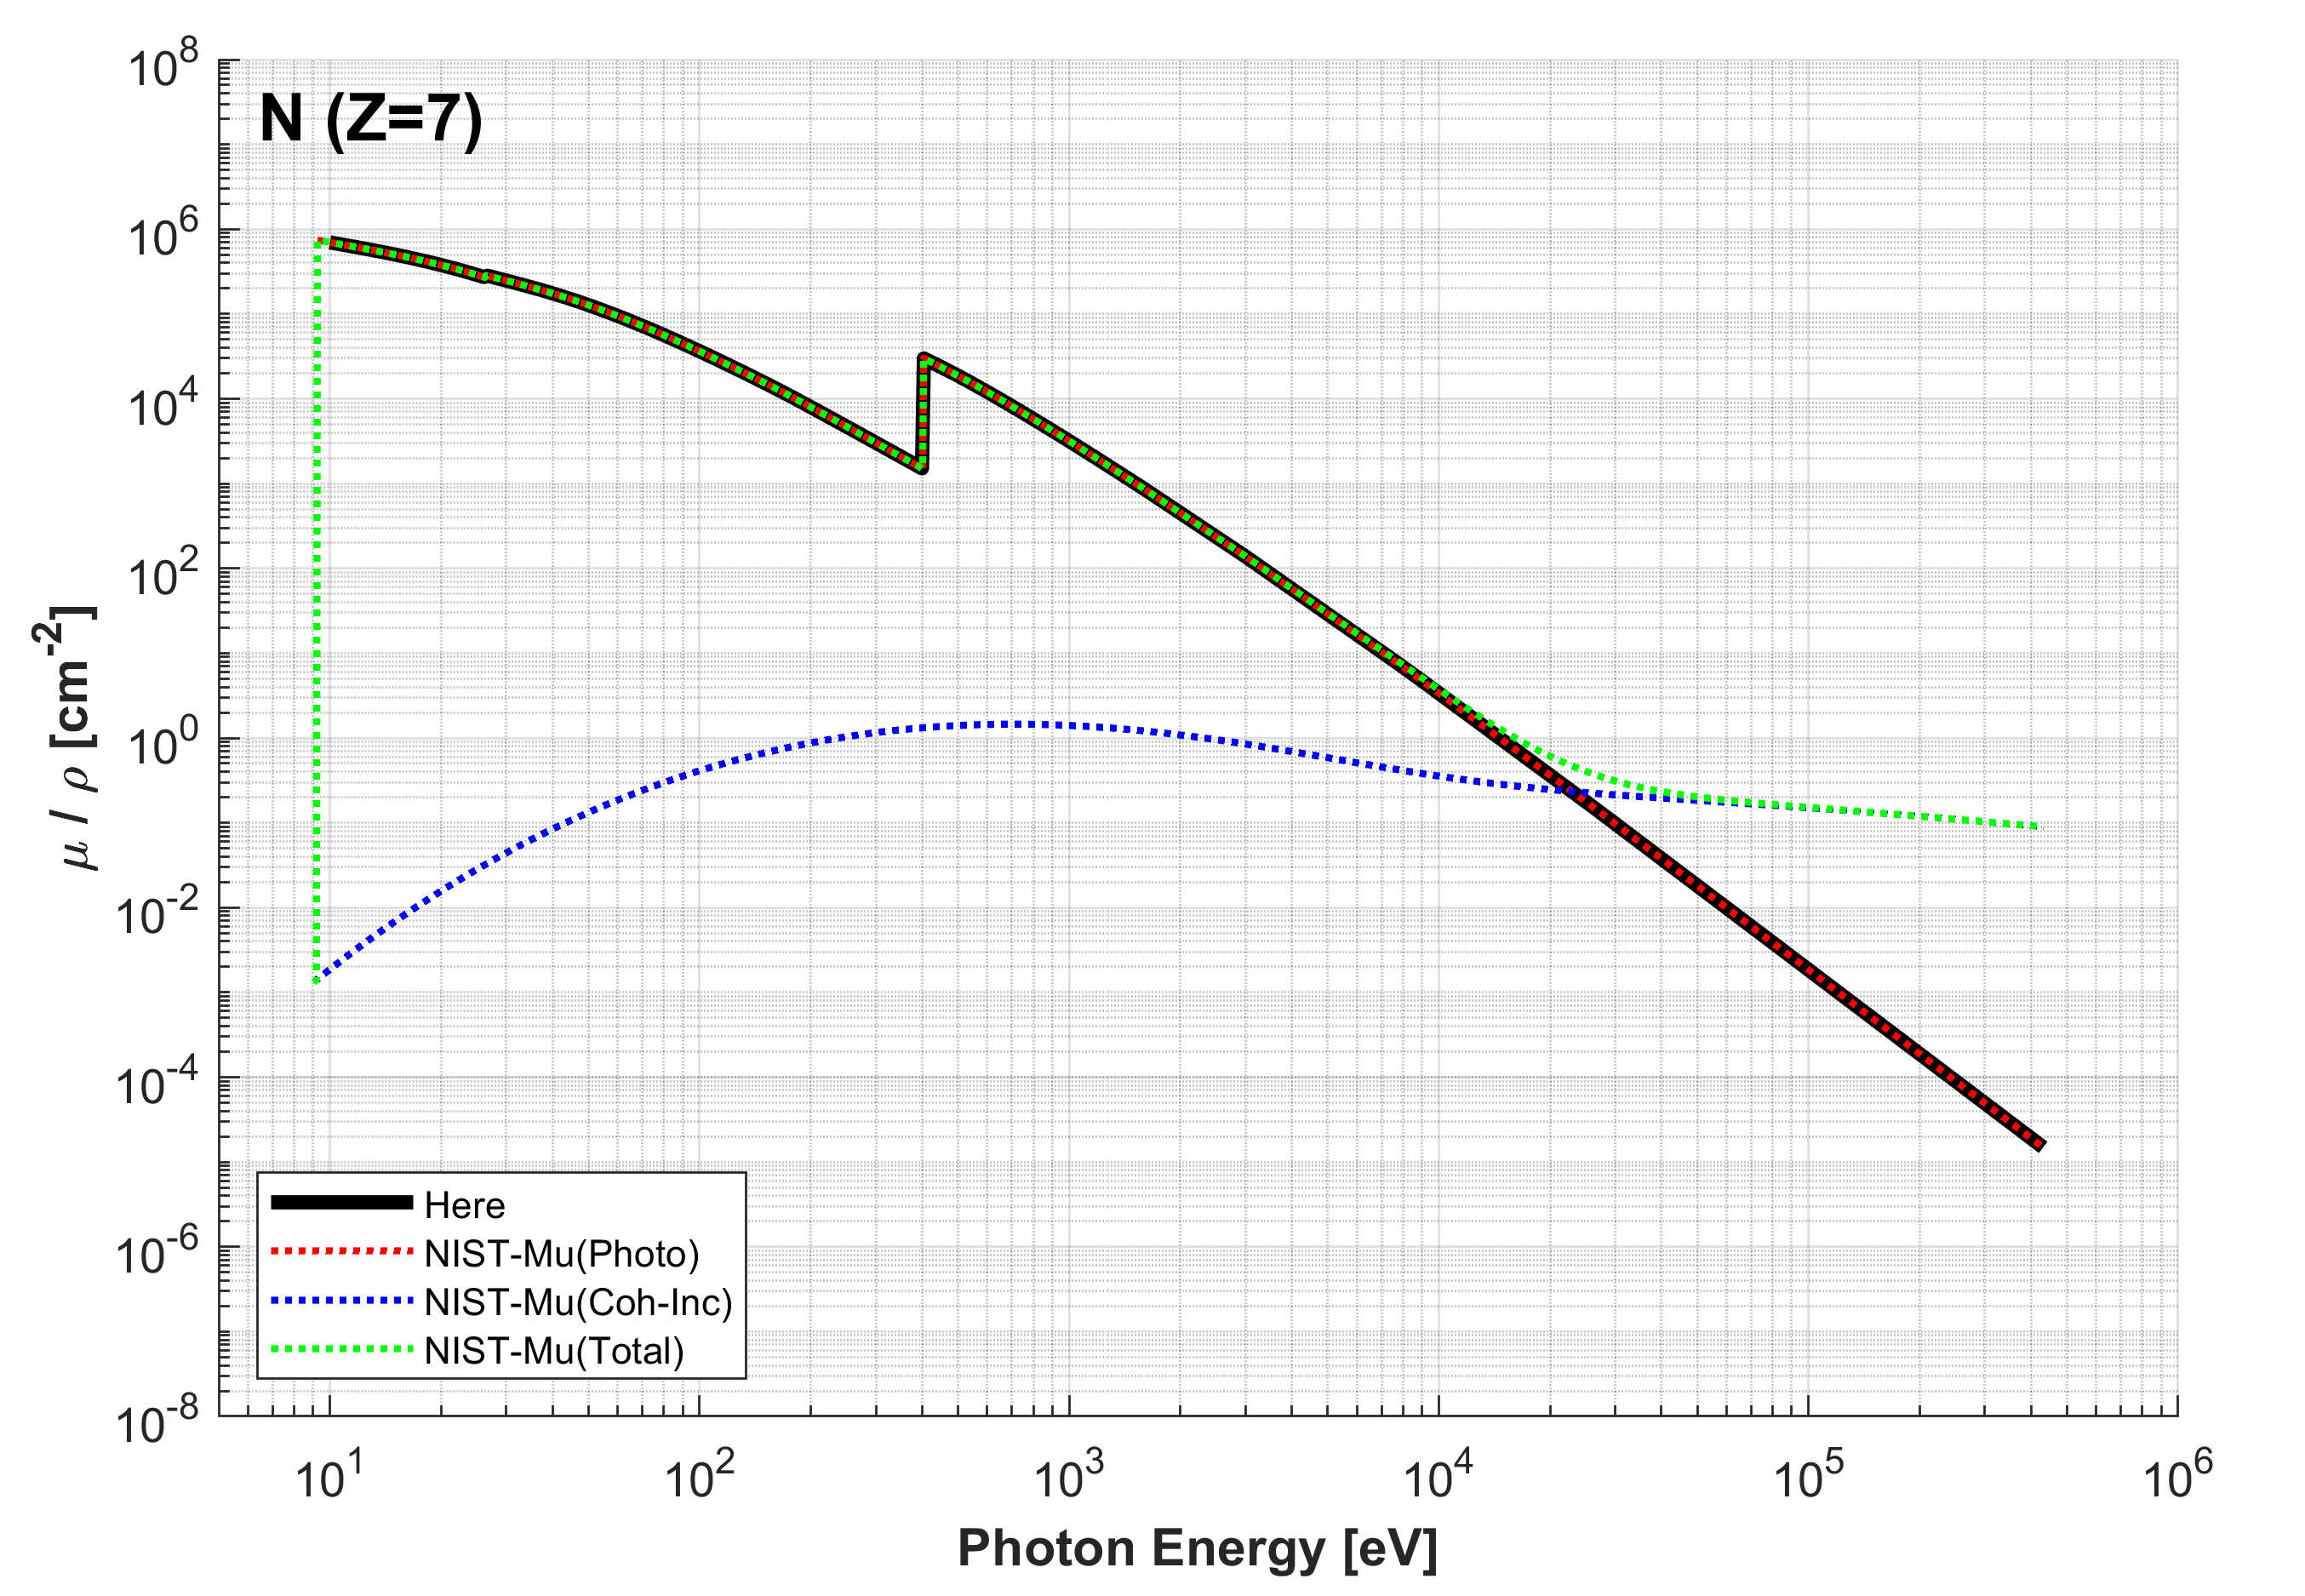 N (Z=7)
10^8
10^6
10^4
10^2
10^0
10^-2
10^-4
10^-6
10^-8
μ / ρ [cm^-2]
Here
NIST-Mu(Photo)
NIST-Mu(Coh-Inc)
NIST-Mu(Total)
10^1 10^2 10^3 10^4 10^5 10^6
Photon Energy [eV]